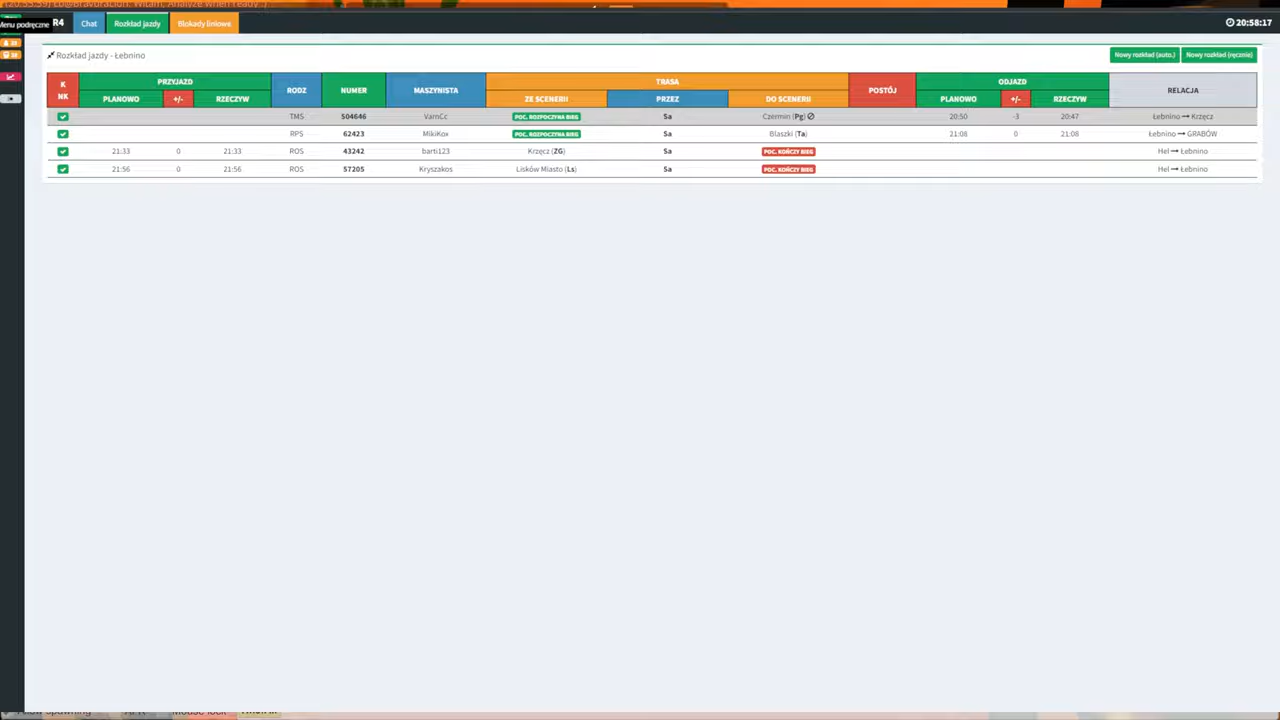 Menu podręczne R4 Chat Rozkład jazdy Blokady liniowe 20:58:17
Rozkład jazdy - Łebnino Nowy rozkład (auto.) Nowy rozkład (ręcznie)
K NK PRZYJAZD PLANOWO +/- RZECZYW RODZ NUMER MASZYNISTA TRASA ZE SCENERII PRZEZ DO SCENERII POSTÓJ ODJAZD PLANOWO +/- RZECZYW RELACJA
TMS 504646 VamCc POC. ROZPOCZYNA BIEG Sa Czermin (Pg) 20:50 -3 20:47 Łebnino → Krzęcz
RPS 62423 MikiKox POC. ROZPOCZYNA BIEG Sa Blaszki (Ta) 21:08 0 21:08 Łebnino → GRABÓW
21:33 0 21:33 ROS 43242 barti123 Krzęcz (ZG) Sa POC. KOŃCZY BIEG Hel → Łebnino
21:56 0 21:56 ROS 57205 Kryszakos Lisków Miasto (Ls) Sa POC. KOŃCZY BIEG Hel → Łebnino